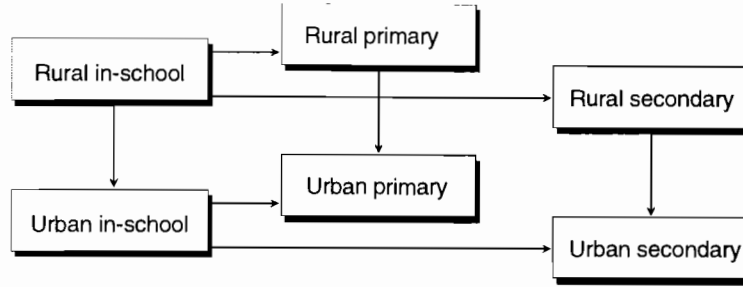 Rural primary
Rural in-school
Rural secondary
Urban primary
Urban in-school
Urban secondary